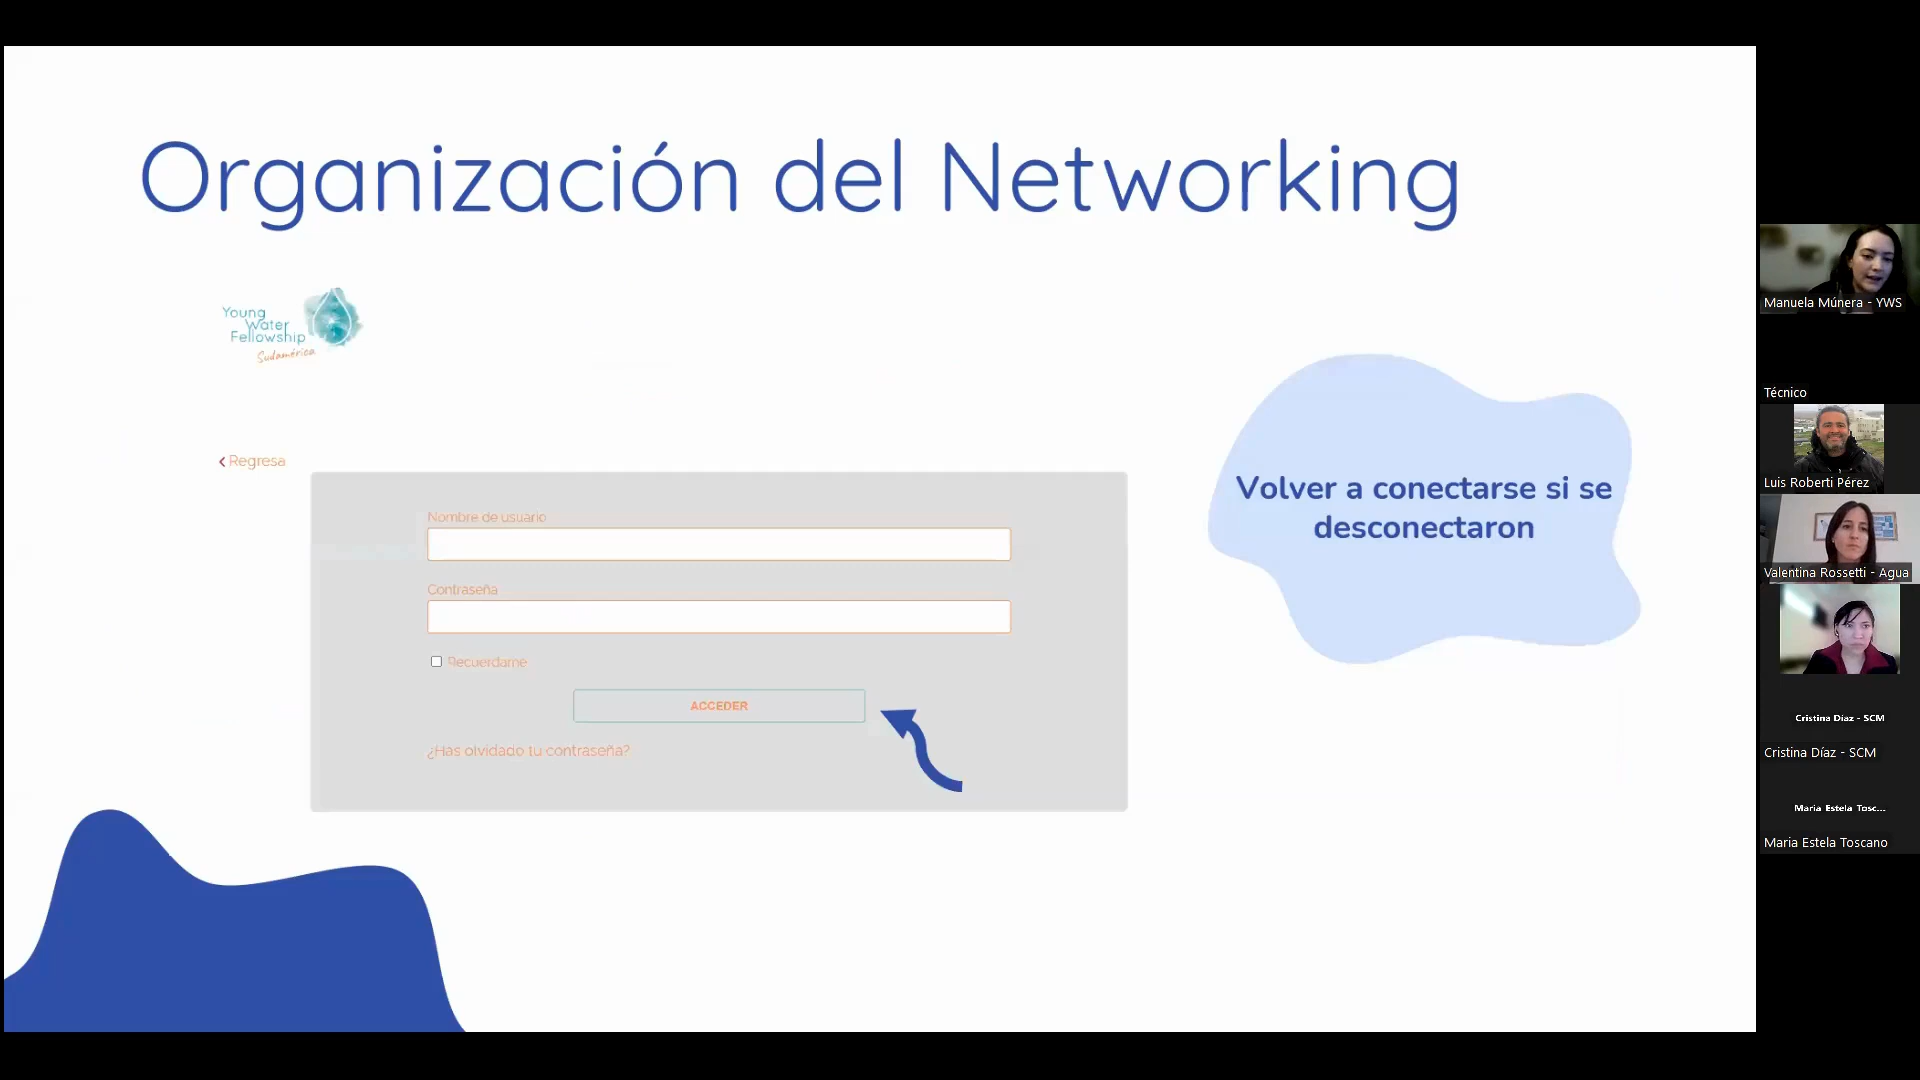 Organización del Networking
Young
Water
Fellowship
Sudamérica
Regresa
Nombre de usuario
Contraseña
Recuerdame
ACCEDER
¿Has olvidado tu contraseña?
Volver a conectarse si se
desconectaron
Manuela Múnera - YWS
Técnico
Luis Roberti Pérez
Valentina Rossetti - Agua
Cristina Díaz - SCM
Cristina Díaz - SCM
Maria Estela Tosc...
Maria Estela Toscano